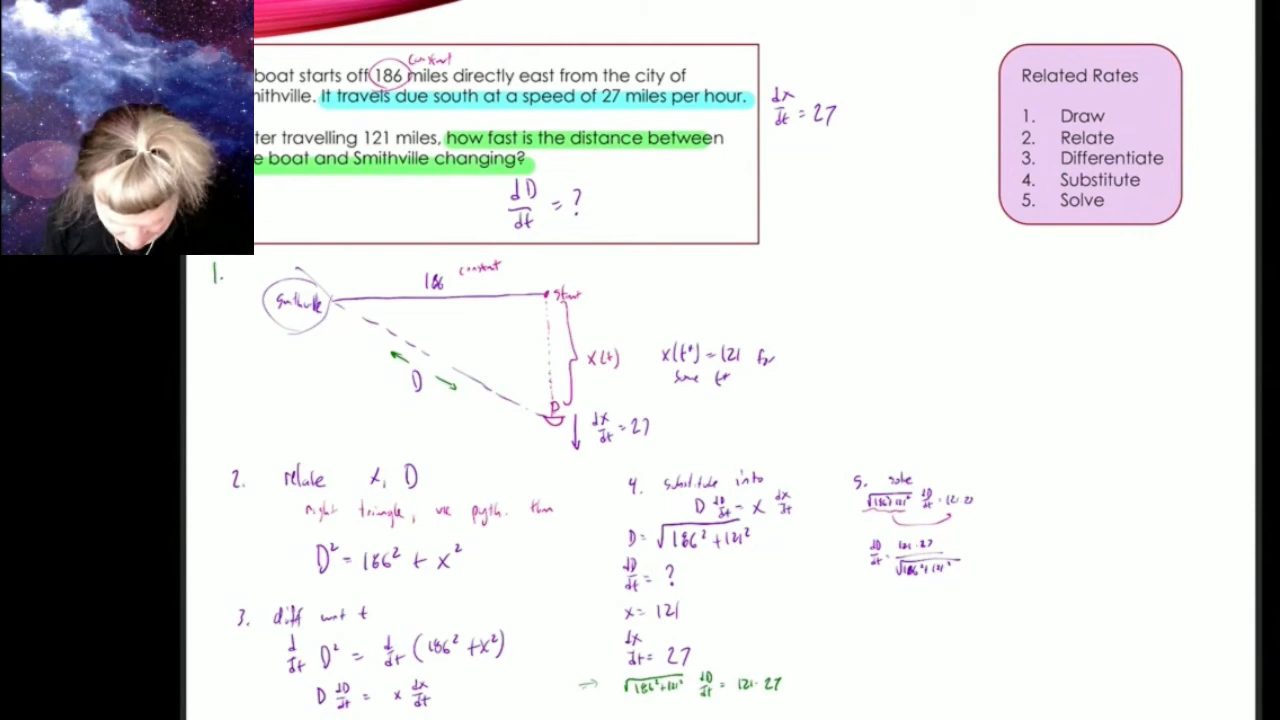 boat starts off 186 miles directly east from the city of
constant
ithville. It travels due south at a speed of 27 miles per hour.
dx/dt = 27
ter travelling 121 miles, how fast is the distance between
e boat and Smithville changing?
dD/dt = ?
Related Rates
1. Draw
2. Relate
3. Differentiate
4. Substitute
5. Solve
1.
Smithville
186 constant
start
D
x(t)
x(t*) = 121 for
some t*
dx/dt = 27
2. relate x, D
right triangle, use pyth. thm
D² = 186² + x²
3. diff wrt t
d/dt D² = d/dt (186² + x²)
D dD/dt = x dx/dt
4. substitute into
D dD/dt = x dx/dt
D = √186² + 121²
dD/dt = ?
x = 121
dx/dt = 27
⇒ √186² + 121² dD/dt = 121 · 27
5. solve
√186² + 121² dD/dt = 121 · 27
dD/dt = 121 · 27 / √186² + 121²